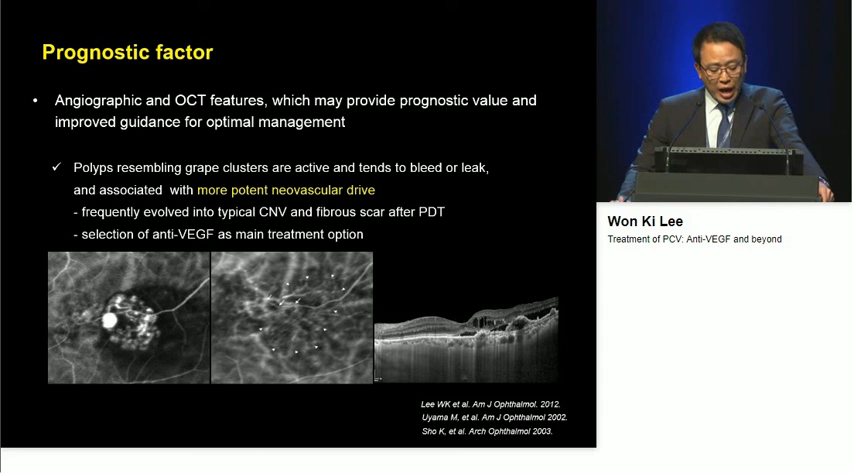 Prognostic factor
• Angiographic and OCT features, which may provide prognostic value and
improved guidance for optimal management
✓ Polyps resembling grape clusters are active and tends to bleed or leak,
and associated with more potent neovascular drive
- frequently evolved into typical CNV and fibrous scar after PDT
- selection of anti-VEGF as main treatment option
Lee WK et al. Am J Ophthalmol. 2012.
Uyama M, et al. Am J Ophthalmol 2002.
Sho K, et al. Arch Ophthalmol 2003.
Won Ki Lee
Treatment of PCV: Anti-VEGF and beyond